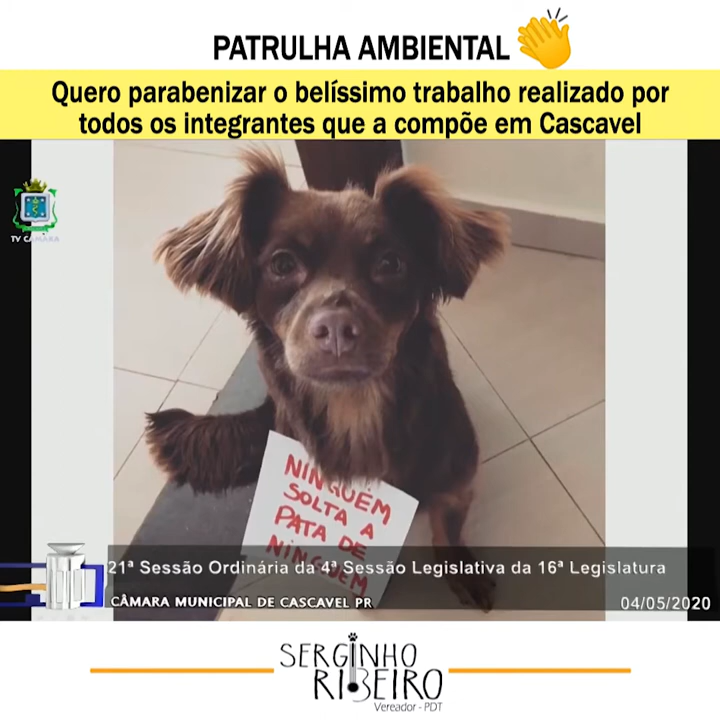 PATRULHA AMBIENTAL
Quero parabenizar o belíssimo trabalho realizado por
todos os integrantes que a compõe em Cascavel
TV CÂMARA
NINGUÉM
SOLTA A
PATA DE
NINGUÉM
21ª Sessão Ordinária da 4ª Sessão Legislativa da 16ª Legislatura
CÂMARA MUNICIPAL DE CASCAVEL PR
04/05/2020
SERGINHO
RIBEIRO
Vereador - PDT